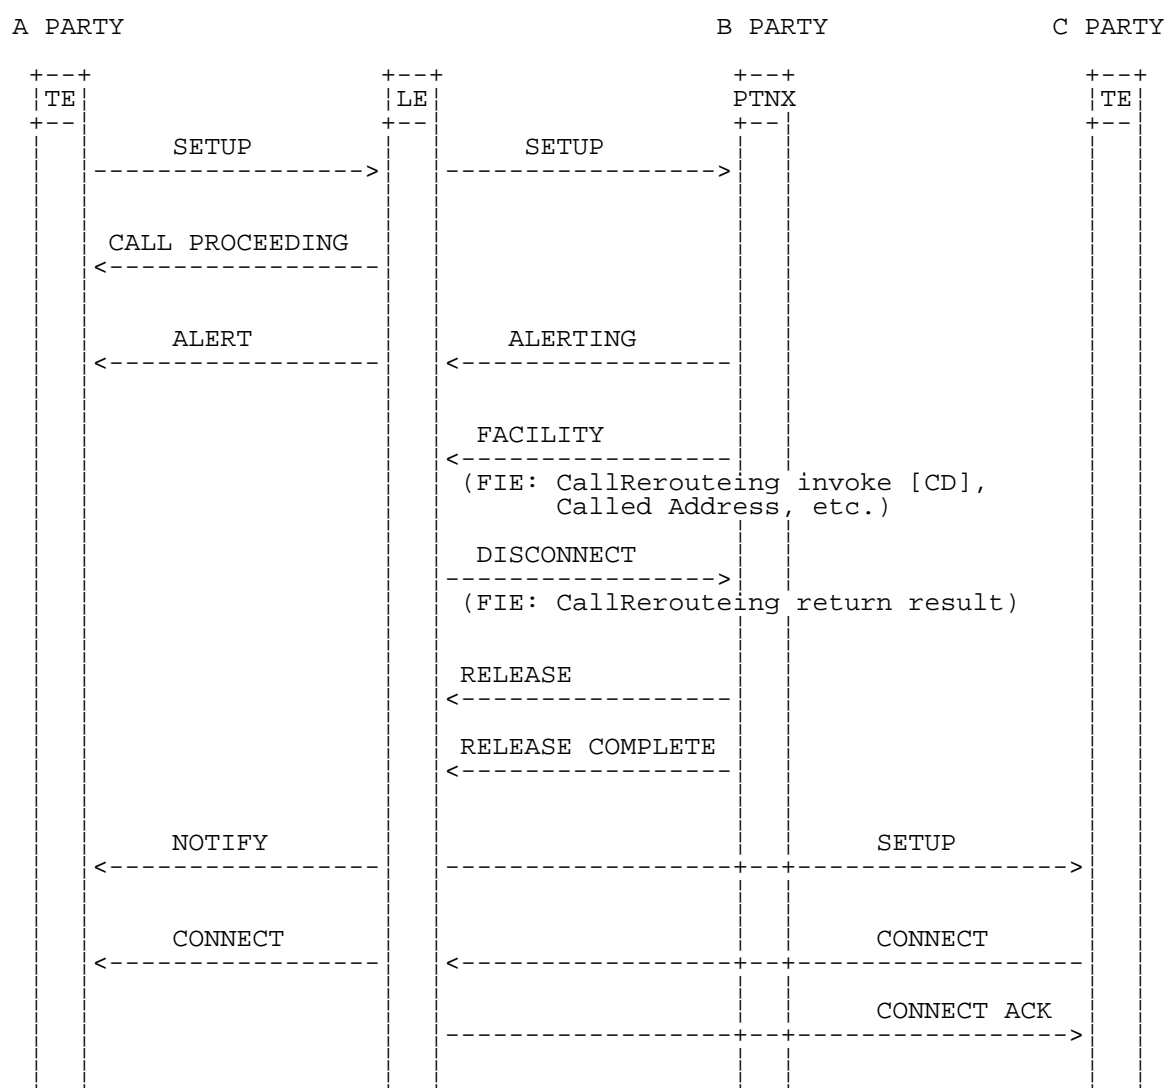 A PARTY B PARTY C PARTY
TE LE PTNX TE
SETUP SETUP
CALL PROCEEDING
ALERT ALERTING
FACILITY
(FIE: CallRerouteing invoke [CD],
Called Address, etc.)
DISCONNECT
(FIE: CallRerouteing return result)
RELEASE
RELEASE COMPLETE
NOTIFY SETUP
CONNECT CONNECT
CONNECT ACK